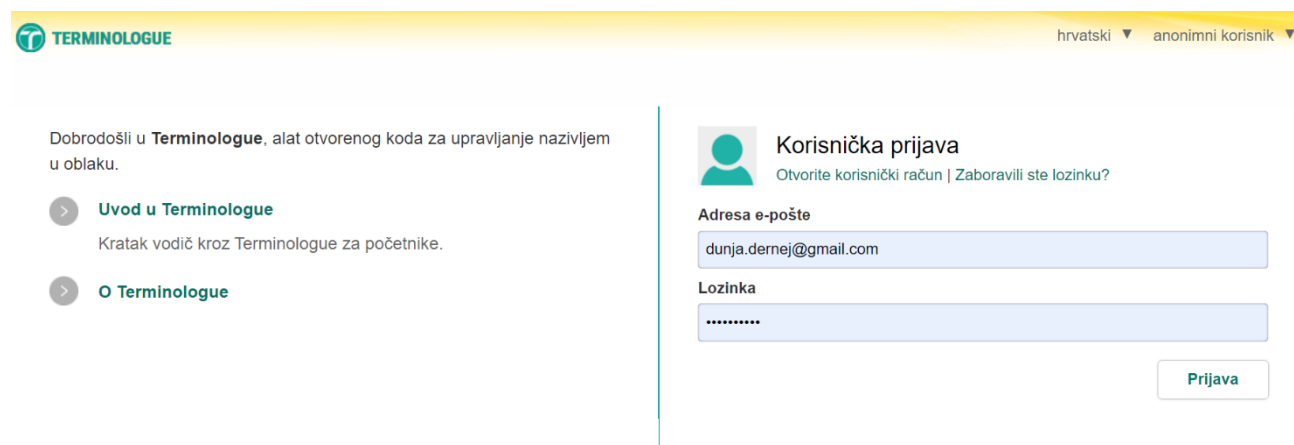 TERMINOLOGUE
hrvatski ▼ anonimni korisnik ▼
Dobrodošli u Terminologue, alat otvorenog koda za upravljanje nazivljem
u oblaku.
Uvod u Terminologue
Kratak vodič kroz Terminologue za početnike.
O Terminologue
Korisnička prijava
Otvorite korisnički račun | Zaboravili ste lozinku?
Adresa e-pošte
dunja.dernej@gmail.com
Lozinka
••••••••••
Prijava